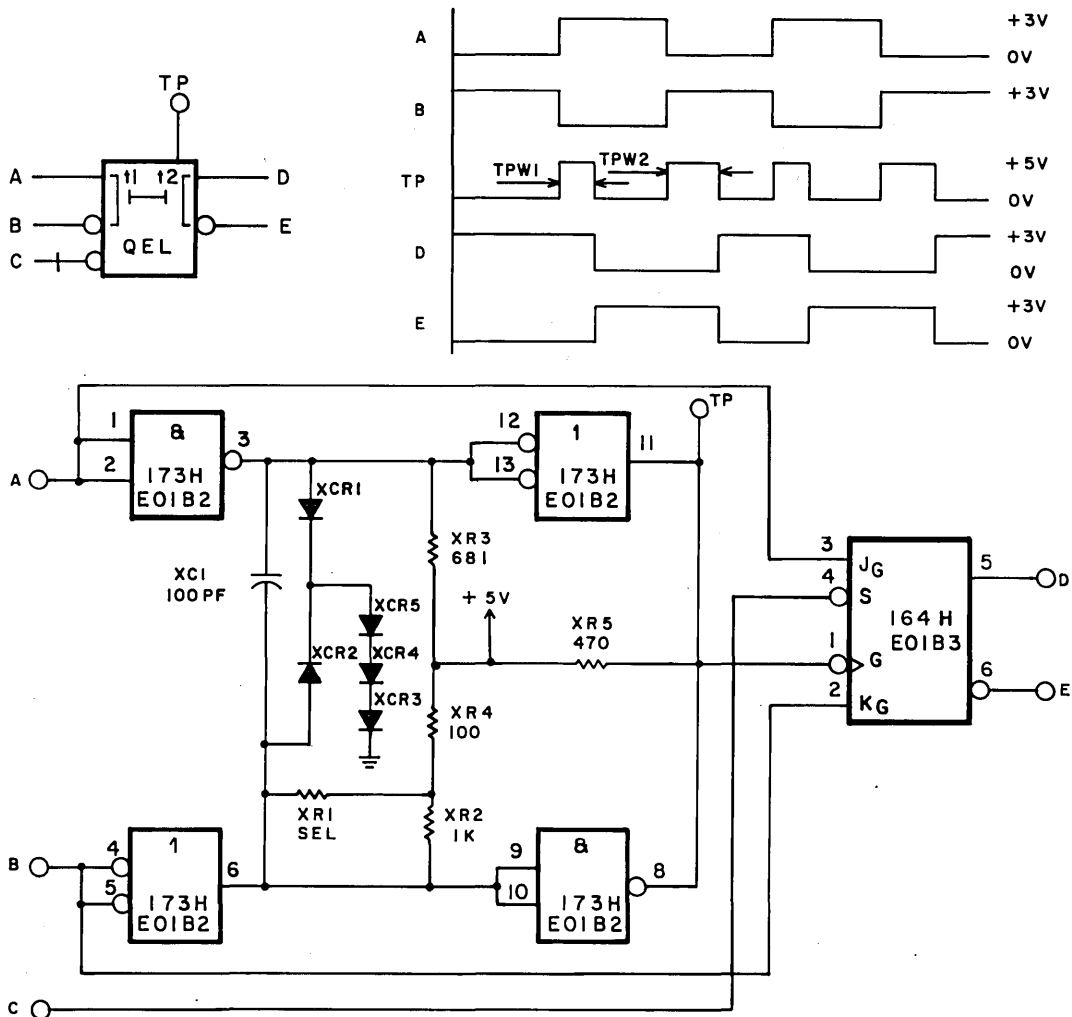 TP
A
t1 t2
D
B
E
QEL
C
A
+3V
0V
B
+3V
TP
TPW1
TPW2
+5V
0V
D
+3V
0V
E
+3V
0V
A
1
2
&
173H
E01B2
3
XCR1
XC1
100PF
XCR2
XCR5
XCR4
XCR3
XR3
681
+5V
XR4
100
XR1
SEL
XR2
1K
XR5
470
12
13
1
173H
E01B2
11
TP
3
JG
4
S
1
G
2
KG
164H
E01B3
5
D
6
E
B
4
5
1
173H
E01B2
6
9
10
&
173H
E01B2
8
C